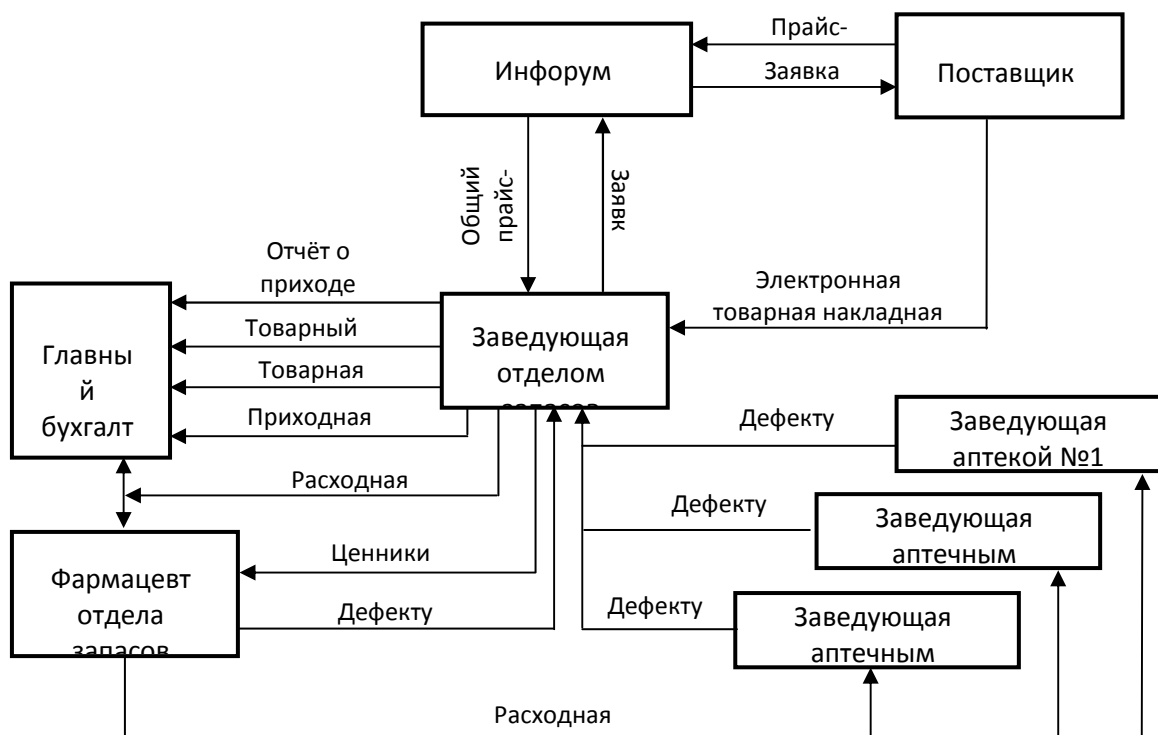 Прайс-
Инфорум
Заявка
Поставщик
Общий
прайс-
Заявк
Отчёт о
приходе
Товарный
Товарная
Приходная
Главны
й
бухгалт
Заведующая
отделом
Электронная
товарная накладная
Дефекту
Заведующая
аптекой №1
Расходная
Дефекту
Заведующая
аптечным
Ценники
Фармацевт
отдела
запасов
Дефекту
Дефекту
Заведующая
аптечным
Расходная